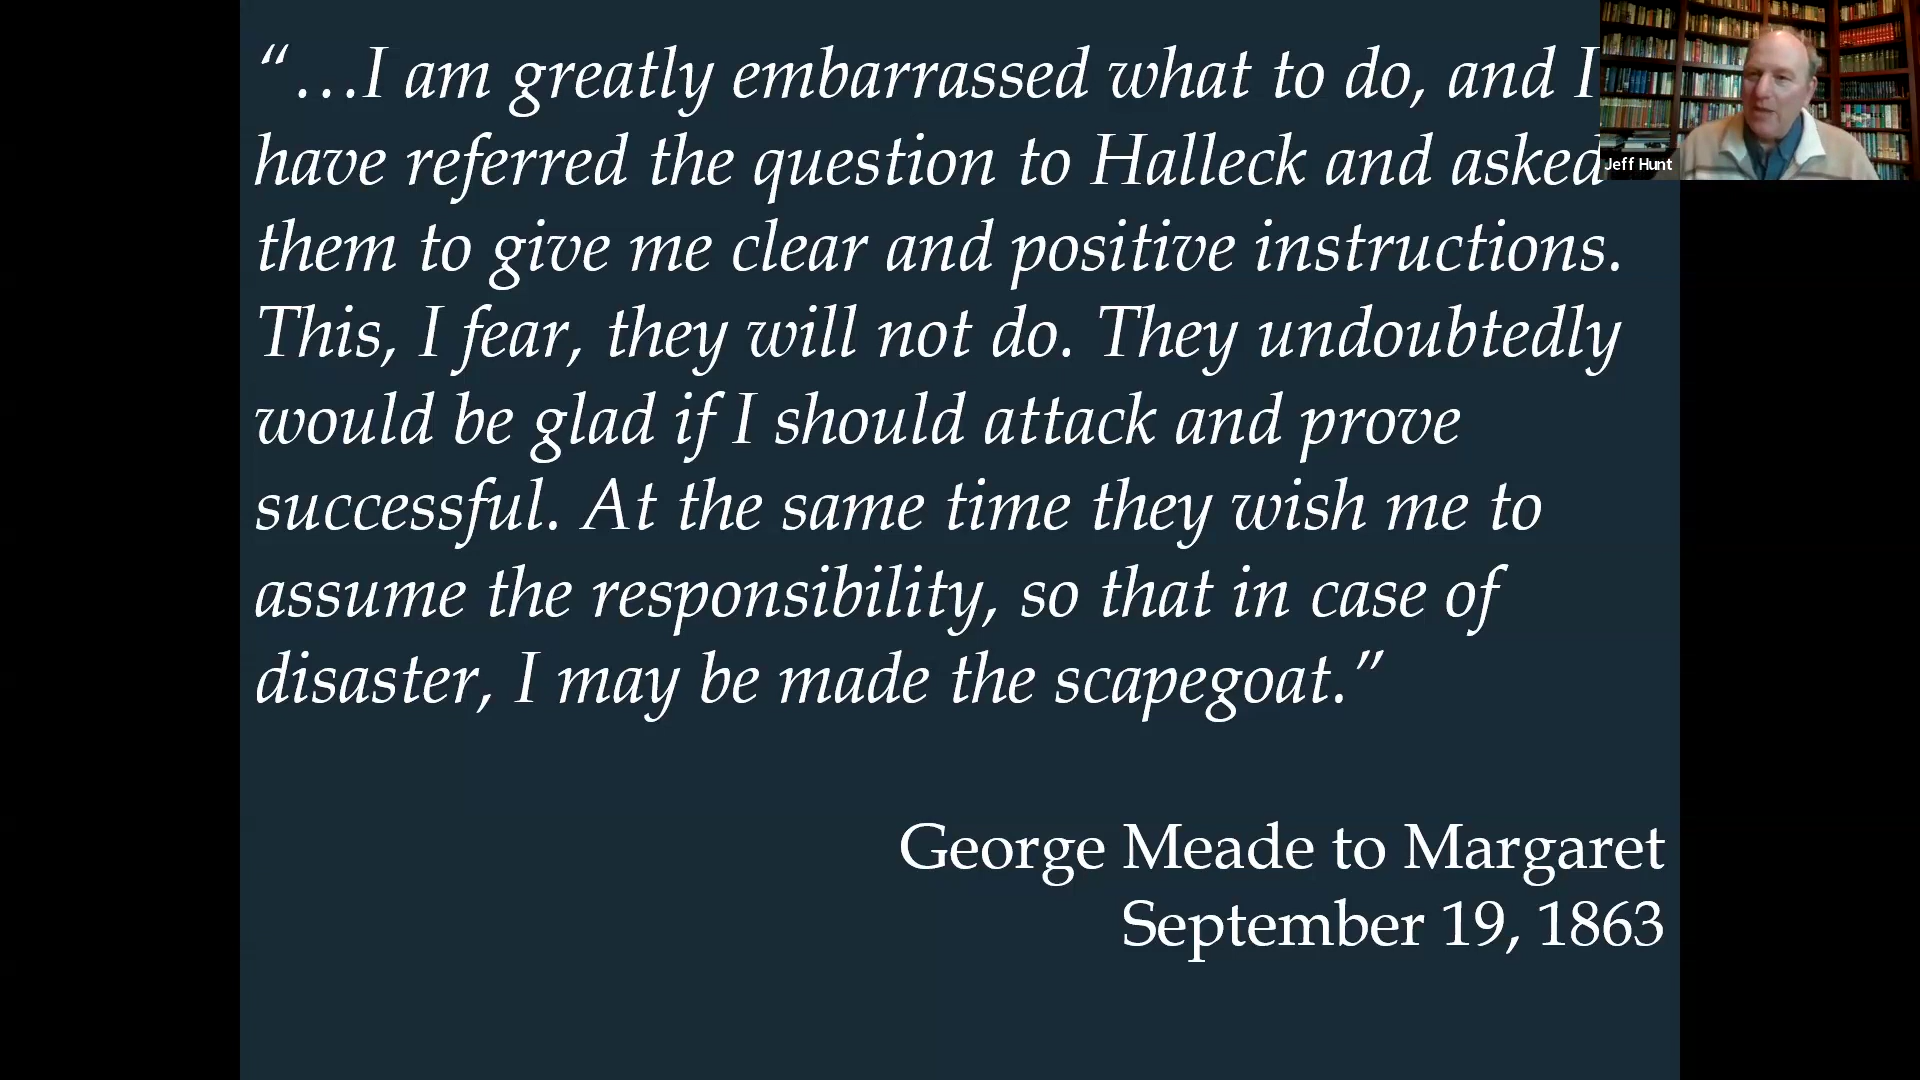 “…I am greatly embarrassed what to do, and I
have referred the question to Halleck and asked
them to give me clear and positive instructions.
This, I fear, they will not do. They undoubtedly
would be glad if I should attack and prove
successful. At the same time they wish me to
assume the responsibility, so that in case of
disaster, I may be made the scapegoat.”
George Meade to Margaret
September 19, 1863
Jeff Hunt